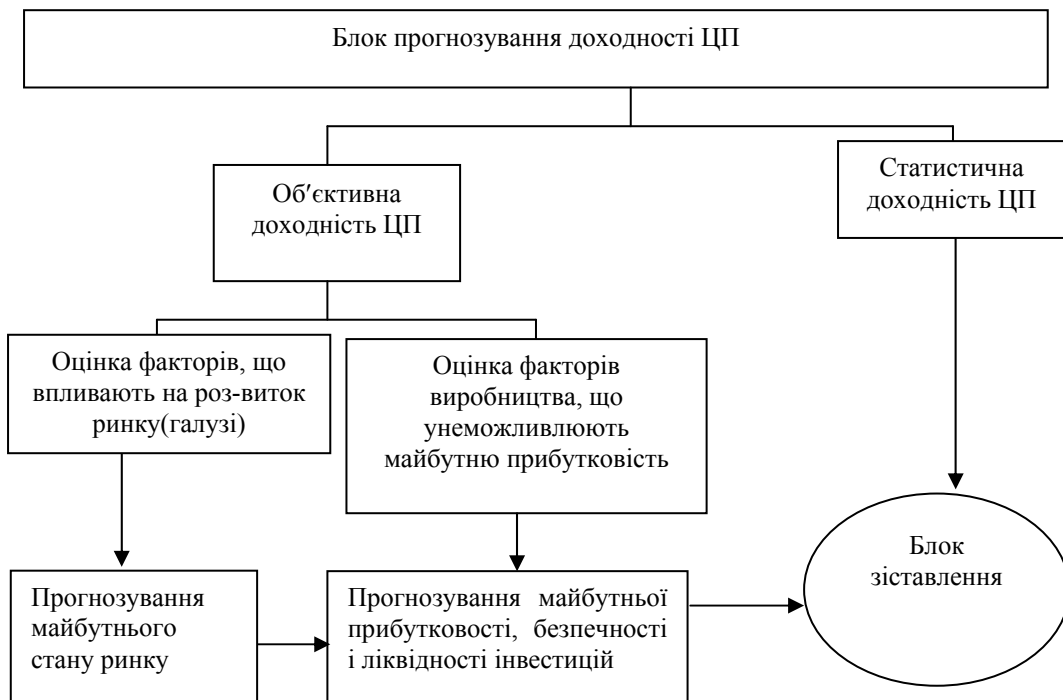 Блок прогнозування доходності ЦП
Об′єктивна
доходність ЦП
Статистична
доходність ЦП
Оцінка факторів, що
впливають на роз-виток
ринку(галузі)
Оцінка факторів
виробництва, що
унеможливлюють
майбутню прибутковість
Блок
зіставлення
Прогнозування
майбутнього
стану ринку
Прогнозування майбутньої
прибутковості, безпечності
і ліквідності інвестицій